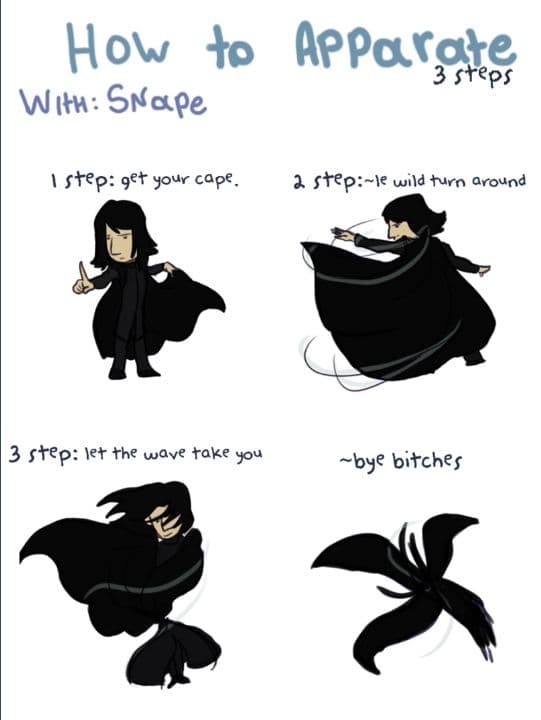 How to Apparate
3 steps
With: Snape
1 step: get your cape.
2 step:~le wild turn around
3 step: let the wave take you
~bye bitches